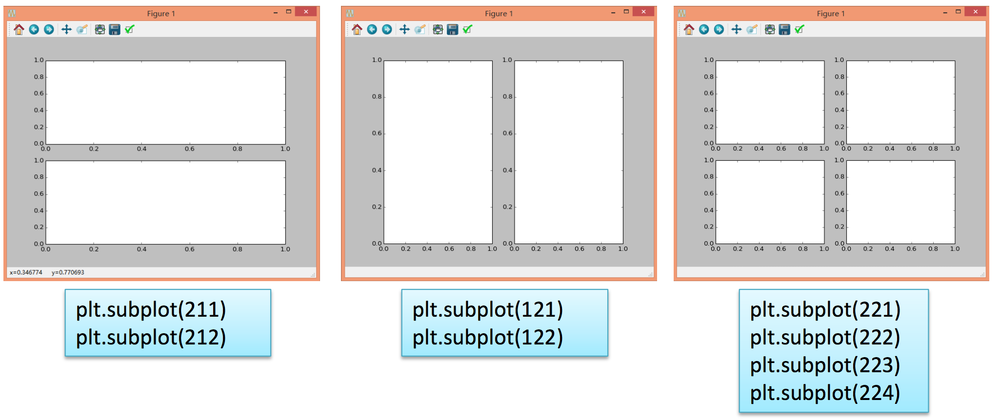 Figure 1
1.0
0.8
0.6
0.4
0.2
0.0
0.0 0.2 0.4 0.6 0.8 1.0
1.0
0.8
0.6
0.4
0.2
0.0
0.0 0.2 0.4 0.6 0.8 1.0
x=0.346774 y=0.770693
plt.subplot(211)
plt.subplot(212)
Figure 1
1.0
0.8
0.6
0.4
0.2
0.0
0.0 0.2 0.4 0.6 0.8 1.0
1.0
0.8
0.6
0.4
0.2
0.0
0.0 0.2 0.4 0.6 0.8 1.0
plt.subplot(121)
plt.subplot(122)
Figure 1
1.0
0.8
0.6
0.4
0.2
0.0
0.0 0.2 0.4 0.6 0.8 1.0
1.0
0.8
0.6
0.4
0.2
0.0
0.0 0.2 0.4 0.6 0.8 1.0
1.0
0.8
0.6
0.4
0.2
0.0
0.0 0.2 0.4 0.6 0.8 1.0
1.0
0.8
0.6
0.4
0.2
0.0
0.0 0.2 0.4 0.6 0.8 1.0
plt.subplot(221)
plt.subplot(222)
plt.subplot(223)
plt.subplot(224)